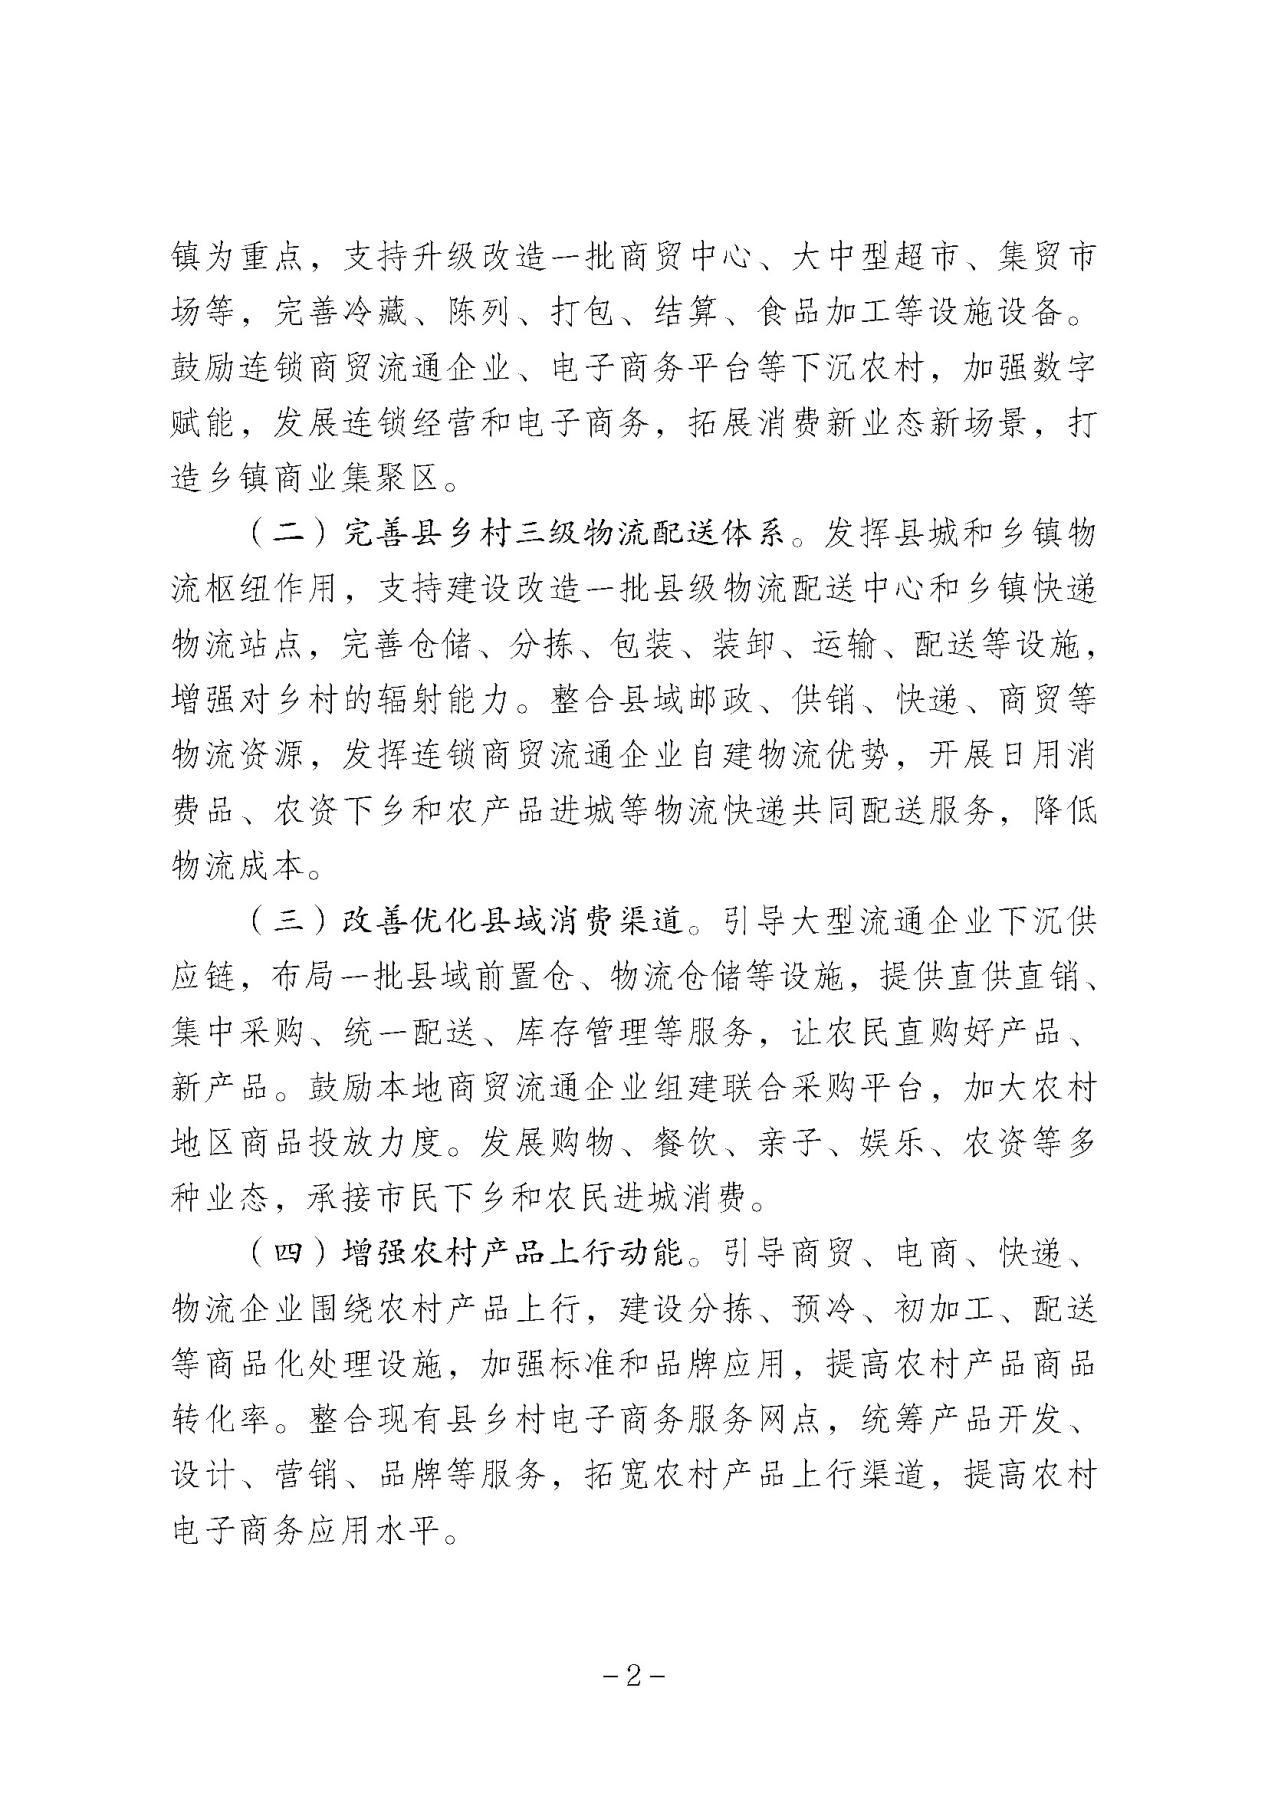 镇为重点，支持升级改造一批商贸中心、大中型超市、集贸市
场等，完善冷藏、陈列、打包、结算、食品加工等设施设备。
鼓励连锁商贸流通企业、电子商务平台等下沉农村，加强数字
赋能，发展连锁经营和电子商务，拓展消费新业态新场景，打
造乡镇商业集聚区。
（二）完善县乡村三级物流配送体系。发挥县城和乡镇物
流枢纽作用，支持建设改造一批县级物流配送中心和乡镇快递
物流站点，完善仓储、分拣、包装、装卸、运输、配送等设施，
增强对乡村的辐射能力。整合县域邮政、供销、快递、商贸等
物流资源，发挥连锁商贸流通企业自建物流优势，开展日用消
费品、农资下乡和农产品进城等物流快递共同配送服务，降低
物流成本。
（三）改善优化县域消费渠道。引导大型流通企业下沉供
应链，布局一批县域前置仓、物流仓储等设施，提供直供直销、
集中采购、统一配送、库存管理等服务，让农民直购好产品、
新产品。鼓励本地商贸流通企业组建联合采购平台，加大农村
地区商品投放力度。发展购物、餐饮、亲子、娱乐、农资等多
种业态，承接市民下乡和农民进城消费。
（四）增强农村产品上行动能。引导商贸、电商、快递、
物流企业围绕农村产品上行，建设分拣、预冷、初加工、配送
等商品化处理设施，加强标准和品牌应用，提高农村产品商品
转化率。整合现有县乡村电子商务服务网点，统筹产品开发、
设计、营销、品牌等服务，拓宽农村产品上行渠道，提高农村
电子商务应用水平。
－2－